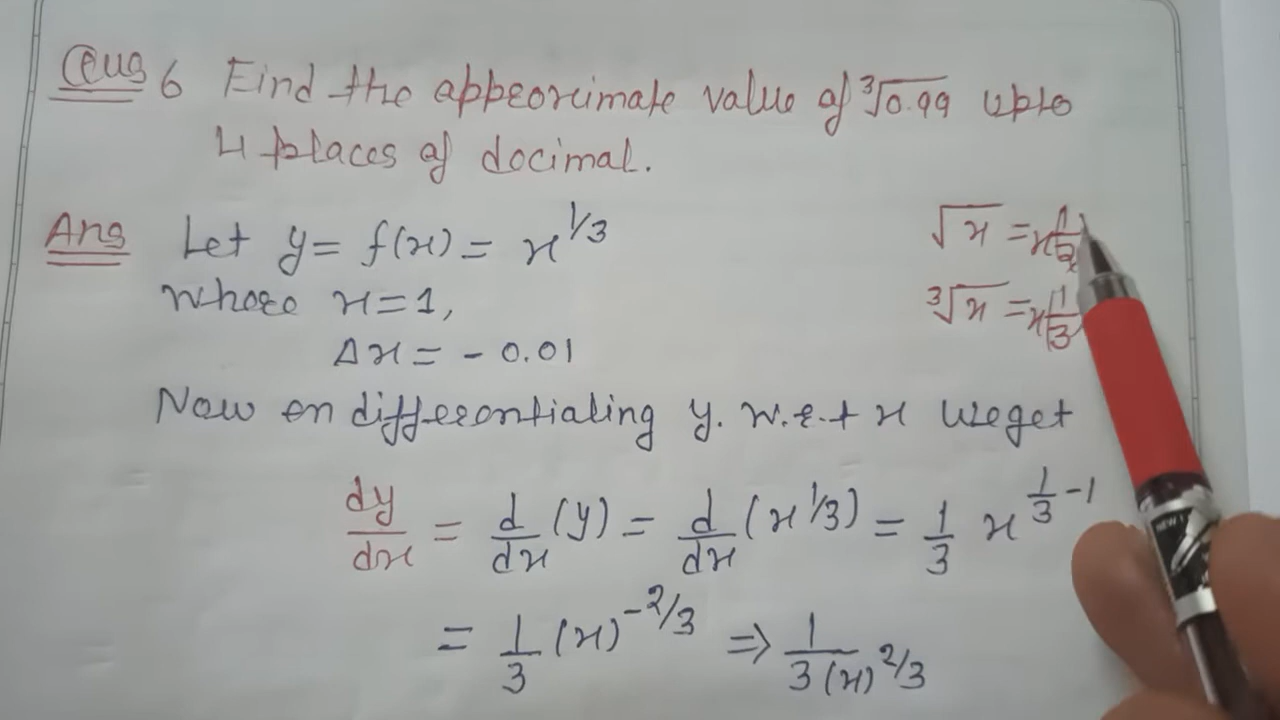 Ques 6 Find the approximate value of ∛0.99 upto
4 places of decimal.
Ans Let y = f(x) = x^1/3
√x = x^1/2
where x = 1,
∛x = x^1/3
Δx = - 0.01
Now on differentiating y. w.r.t x we get
dy/dx = d/dx (y) = d/dx (x^1/3) = 1/3 x^(1/3 - 1)
= 1/3 (x)^-2/3 ⇒ 1/3(x)^2/3
NEW